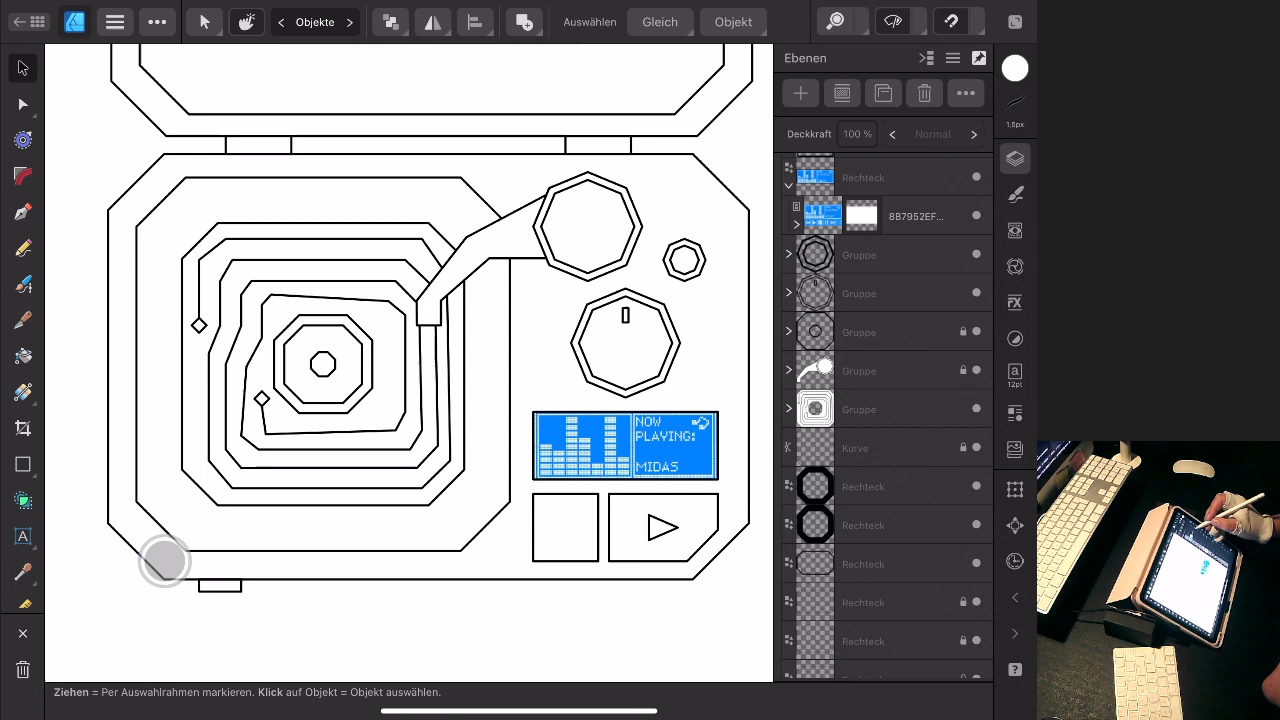 Objekte
Auswählen
Gleich
Objekt
Ebenen
Deckkraft
100 %
Normal
1,5px
Rechteck
8B7952EF...
Gruppe
Gruppe
Gruppe
Gruppe
Gruppe
Kurve
Rechteck
Rechteck
Rechteck
Rechteck
Rechteck
FX
a
12pt
A
?
NOW
PLAYING:
MIDAS
Ziehen = Per Auswahlrahmen markieren. Klick auf Objekt = Objekt auswählen.